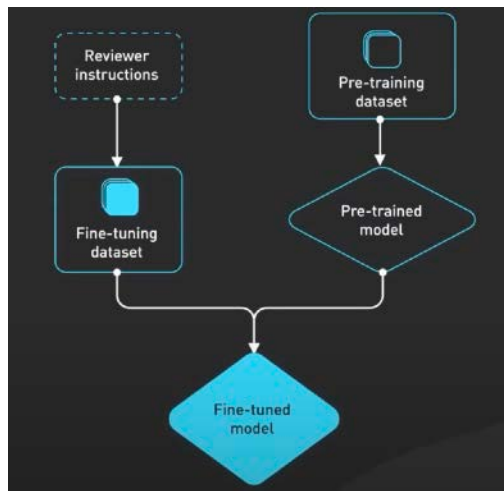 Reviewer
instructions
Pre-training
dataset
Fine-tuning
dataset
Pre-trained
model
Fine-tuned
model